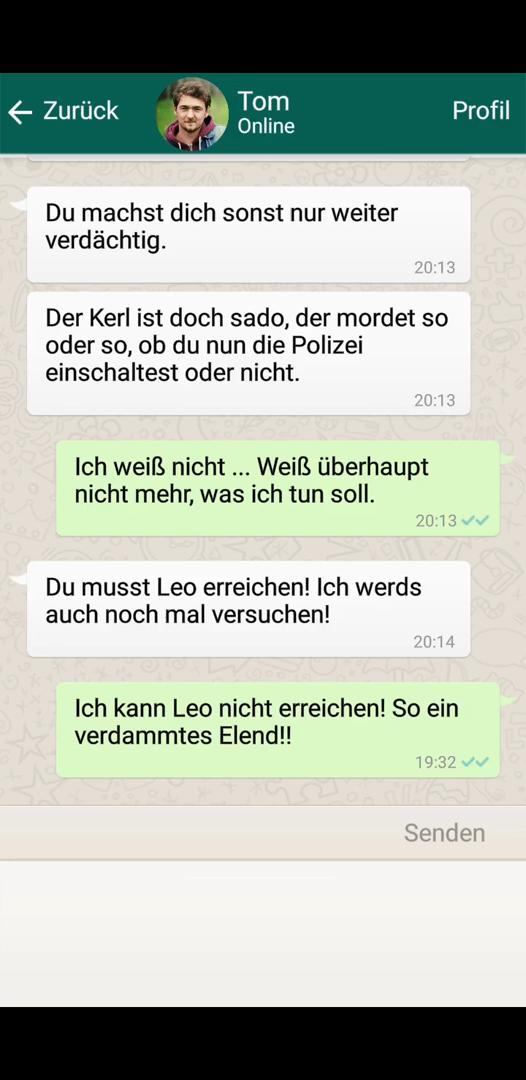 Zurück
Tom
Online
Profil
Du machst dich sonst nur weiter
verdächtig.
20:13
Der Kerl ist doch sado, der mordet so
oder so, ob du nun die Polizei
einschaltest oder nicht.
20:13
Ich weiß nicht ... Weiß überhaupt
nicht mehr, was ich tun soll.
20:13
Du musst Leo erreichen! Ich werds
auch noch mal versuchen!
20:14
Ich kann Leo nicht erreichen! So ein
verdammtes Elend!!
19:32
Senden